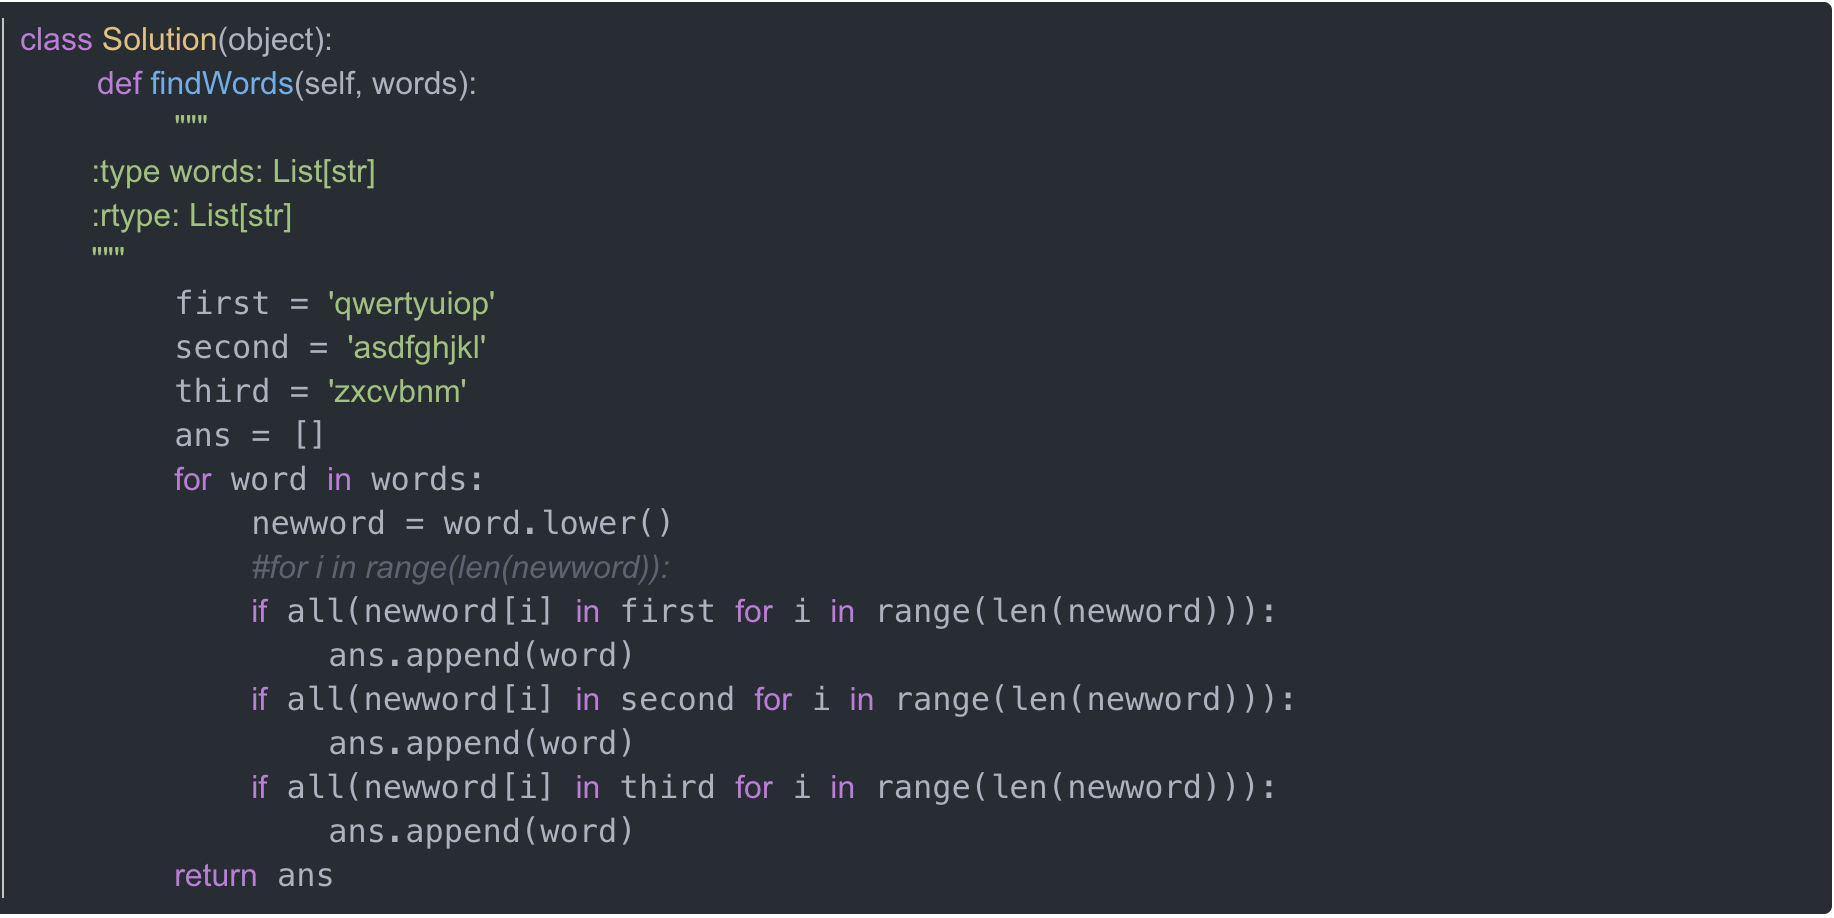 class Solution(object):
    def findWords(self, words):
        """
    :type words: List[str]
    :rtype: List[str]
    """
        first = 'qwertyuiop'
        second = 'asdfghjkl'
        third = 'zxcvbnm'
        ans = []
        for word in words:
            newword = word.lower()
            #for i in range(len(newword)):
            if all(newword[i] in first for i in range(len(newword))):
                ans.append(word)
            if all(newword[i] in second for i in range(len(newword))):
                ans.append(word)
            if all(newword[i] in third for i in range(len(newword))):
                ans.append(word)
        return ans